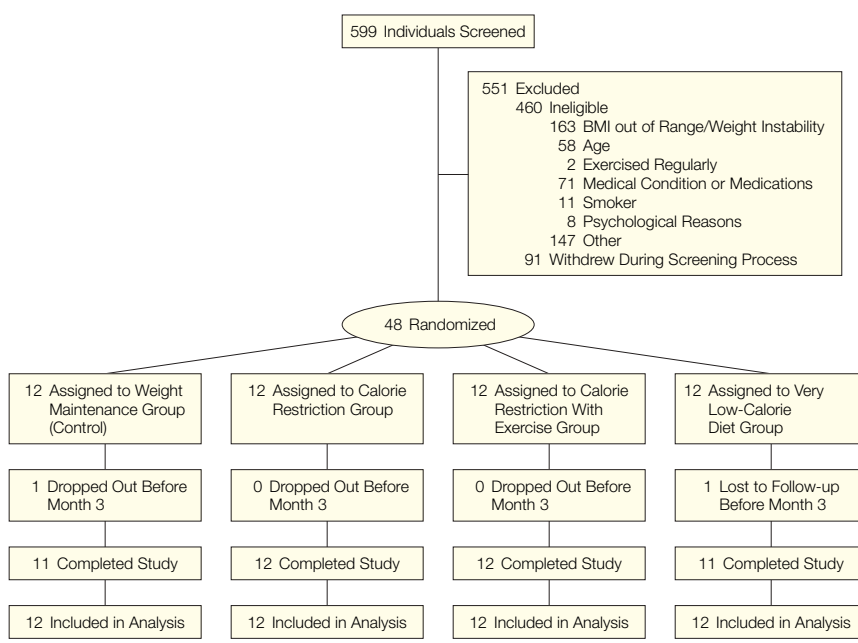 599 Individuals Screened
551 Excluded
460 Ineligible
163 BMI out of Range/Weight Instability
58 Age
2 Exercised Regularly
71 Medical Condition or Medications
11 Smoker
8 Psychological Reasons
147 Other
91 Withdrew During Screening Process
48 Randomized
12 Assigned to Weight
Maintenance Group
(Control)
12 Assigned to Calorie
Restriction Group
12 Assigned to Calorie
Restriction With
Exercise Group
12 Assigned to Very
Low-Calorie
Diet Group
1 Dropped Out Before
Month 3
0 Dropped Out Before
Month 3
0 Dropped Out Before
Month 3
1 Lost to Follow-up
Before Month 3
11 Completed Study
12 Completed Study
12 Completed Study
11 Completed Study
12 Included in Analysis
12 Included in Analysis
12 Included in Analysis
12 Included in Analysis